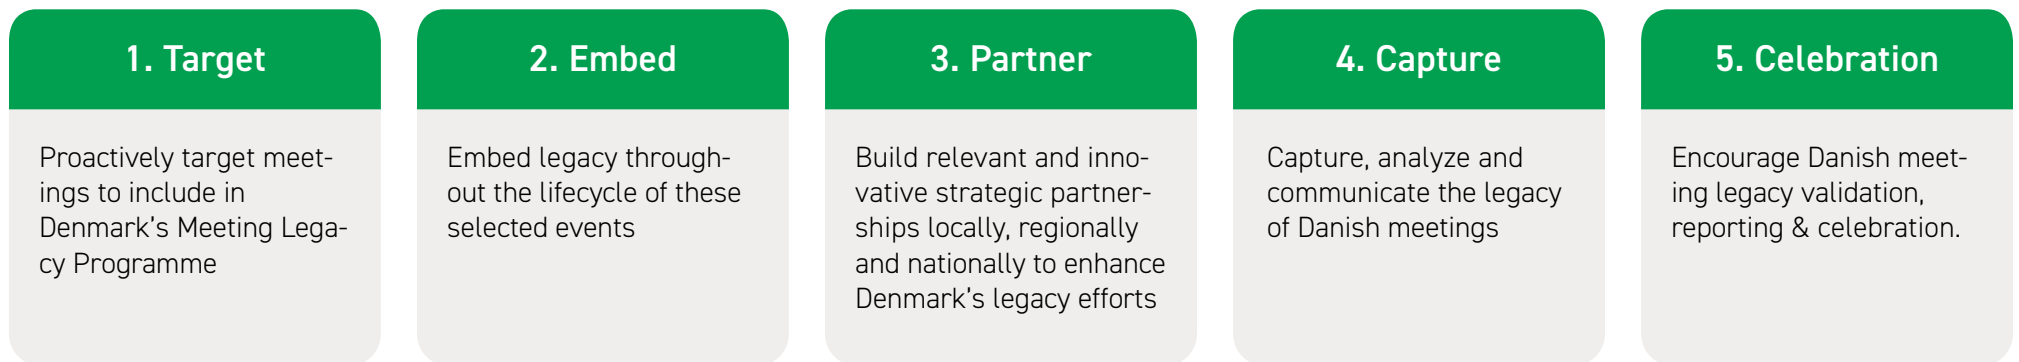 1. Target
Proactively target meet-
ings to include in
Denmark’s Meeting Lega-
cy Programme
2. Embed
Embed legacy through-
out the lifecycle of these
selected events
3. Partner
Build relevant and inno-
vative strategic partner-
ships locally, regionally
and nationally to enhance
Denmark’s legacy efforts
4. Capture
Capture, analyze and
communicate the legacy
of Danish meetings
5. Celebration
Encourage Danish meet-
ing legacy validation,
reporting & celebration.